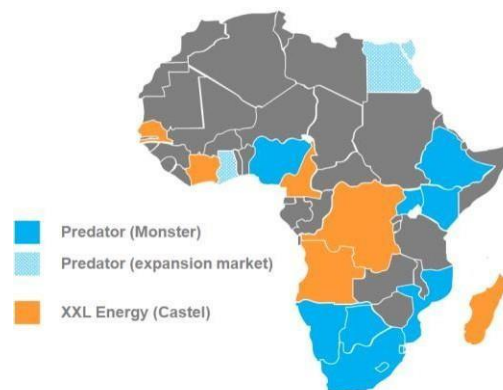 Predator (Monster)
Predator (expansion market)
XXL Energy (Castel)